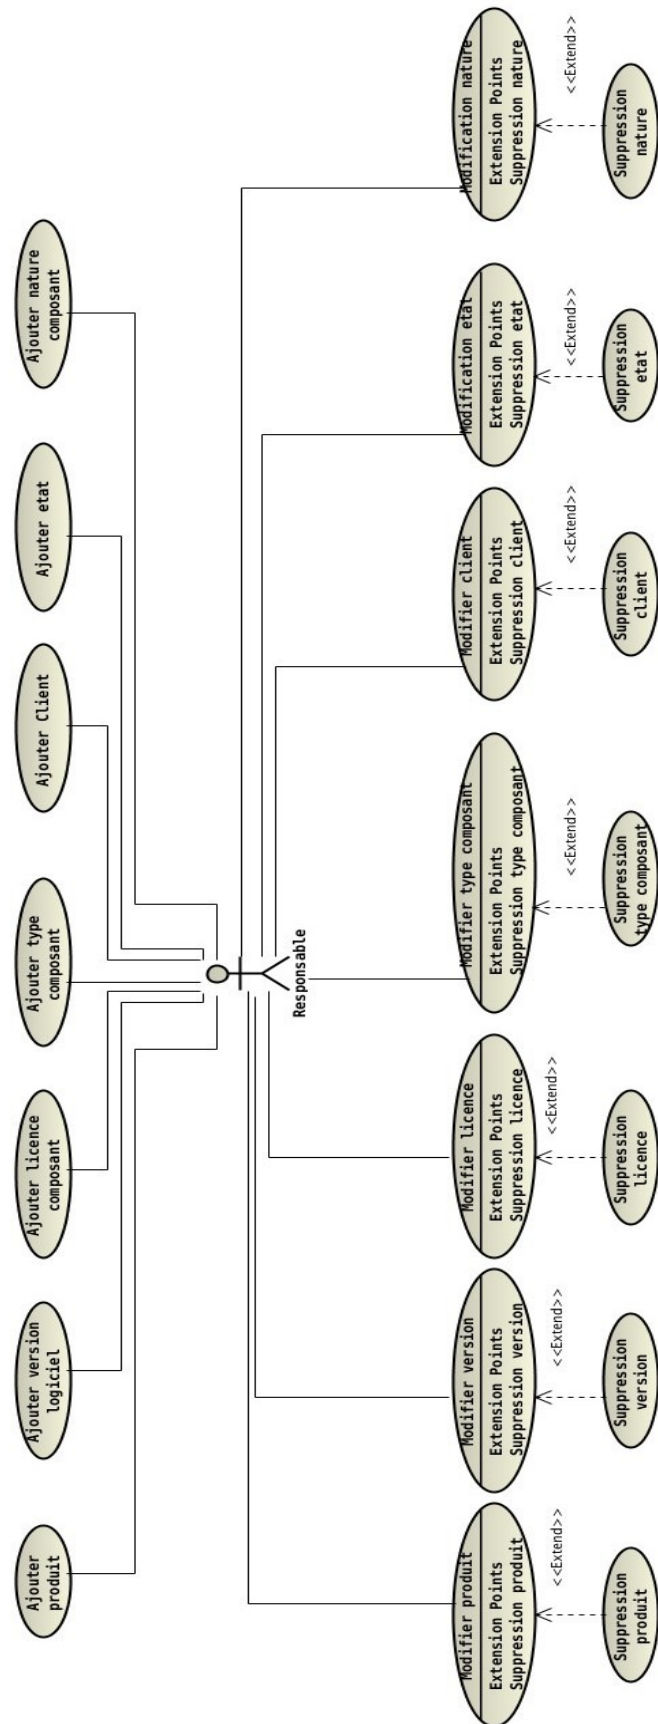 Ajouter
produit
Ajouter version
logiciel
Ajouter licence
composant
Ajouter type
composant
Ajouter Client
Ajouter etat
Ajouter nature
composant
Responsable
Modifier produit
Extension Points
Suppression produit
Modifier version
Extension Points
Suppression version
Modifier licence
Extension Points
Suppression licence
Modifier type composant
Extension Points
Suppression type composant
Modifier client
Extension Points
Suppression client
Modification etat
Extension Points
Suppression etat
Modification nature
Extension Points
Suppression nature
<<Extend>>
<<Extend>>
<<Extend>>
<<Extend>>
<<Extend>>
<<Extend>>
<<Extend>>
Suppression
produit
Suppression
version
Suppression
licence
Suppression
type composant
Suppression
client
Suppression
etat
Suppression
nature